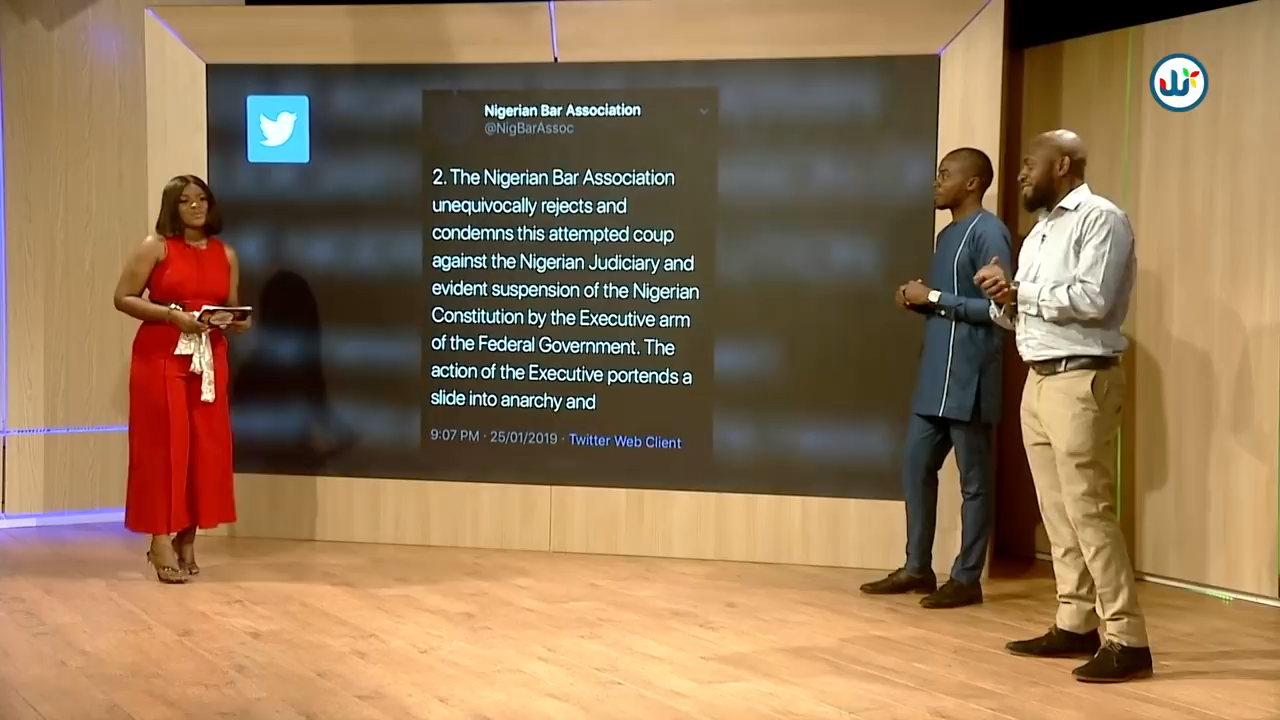 Nigerian Bar Association
@NigBarAssoc
2. The Nigerian Bar Association
unequivocally rejects and
condemns this attempted coup
against the Nigerian Judiciary and
evident suspension of the Nigerian
Constitution by the Executive arm
of the Federal Government. The
action of the Executive portends a
slide into anarchy and
9:07 PM · 25/01/2019 · Twitter Web Client